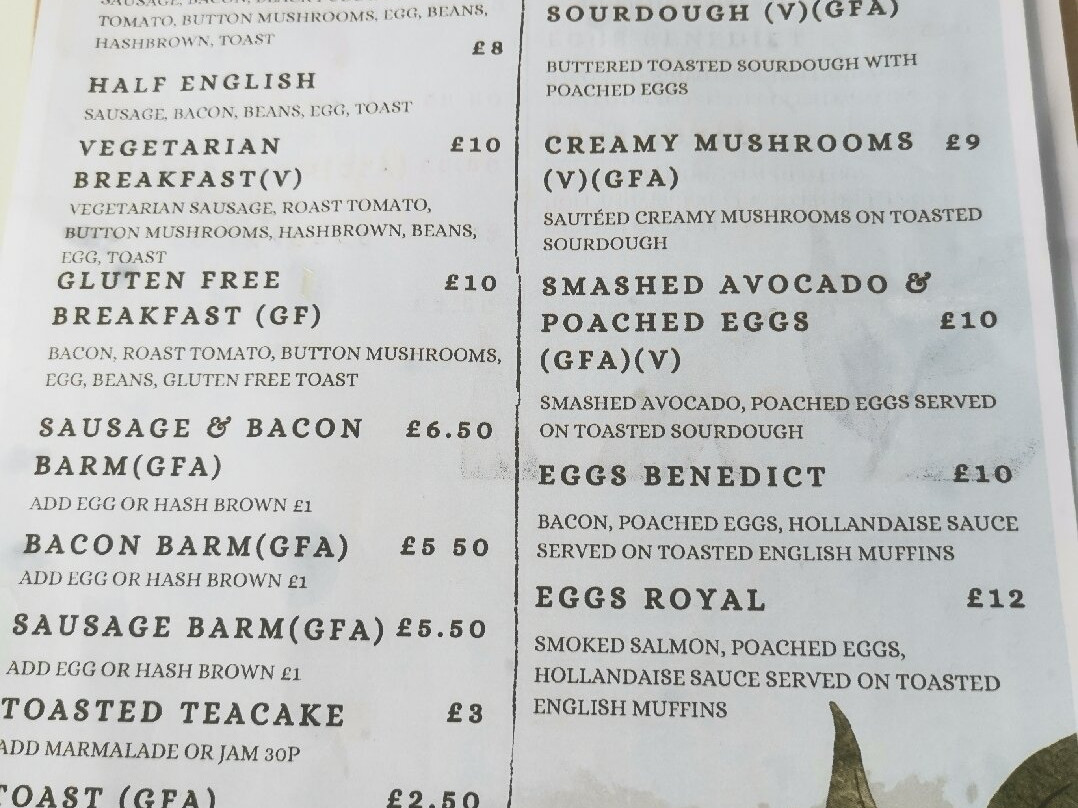 SAUSAGE, BACON,
TOMATO, BUTTON MUSHROOMS, EGG, BEANS,
HASHBROWN, TOAST
£8
HALF ENGLISH
SAUSAGE, BACON, BEANS, EGG, TOAST
VEGETARIAN £10
BREAKFAST(V)
VEGETARIAN SAUSAGE, ROAST TOMATO,
BUTTON MUSHROOMS, HASHBROWN, BEANS,
EGG, TOAST
GLUTEN FREE £10
BREAKFAST (GF)
BACON, ROAST TOMATO, BUTTON MUSHROOMS,
EGG, BEANS, GLUTEN FREE TOAST
SAUSAGE & BACON £6.50
BARM(GFA)
ADD EGG OR HASH BROWN £1
BACON BARM(GFA) £5 50
ADD EGG OR HASH BROWN £1
SAUSAGE BARM(GFA) £5.50
ADD EGG OR HASH BROWN £1
TOASTED TEACAKE £3
ADD MARMALADE OR JAM 30P
TOAST (GFA) £2.50
SOURDOUGH (V)(GFA)
BUTTERED TOASTED SOURDOUGH WITH
POACHED EGGS
CREAMY MUSHROOMS £9
(V)(GFA)
SAUTÉED CREAMY MUSHROOMS ON TOASTED
SOURDOUGH
SMASHED AVOCADO &
POACHED EGGS £10
(GFA)(V)
SMASHED AVOCADO, POACHED EGGS SERVED
ON TOASTED SOURDOUGH
EGGS BENEDICT £10
BACON, POACHED EGGS, HOLLANDAISE SAUCE
SERVED ON TOASTED ENGLISH MUFFINS
EGGS ROYAL £12
SMOKED SALMON, POACHED EGGS,
HOLLANDAISE SAUCE SERVED ON TOASTED
ENGLISH MUFFINS